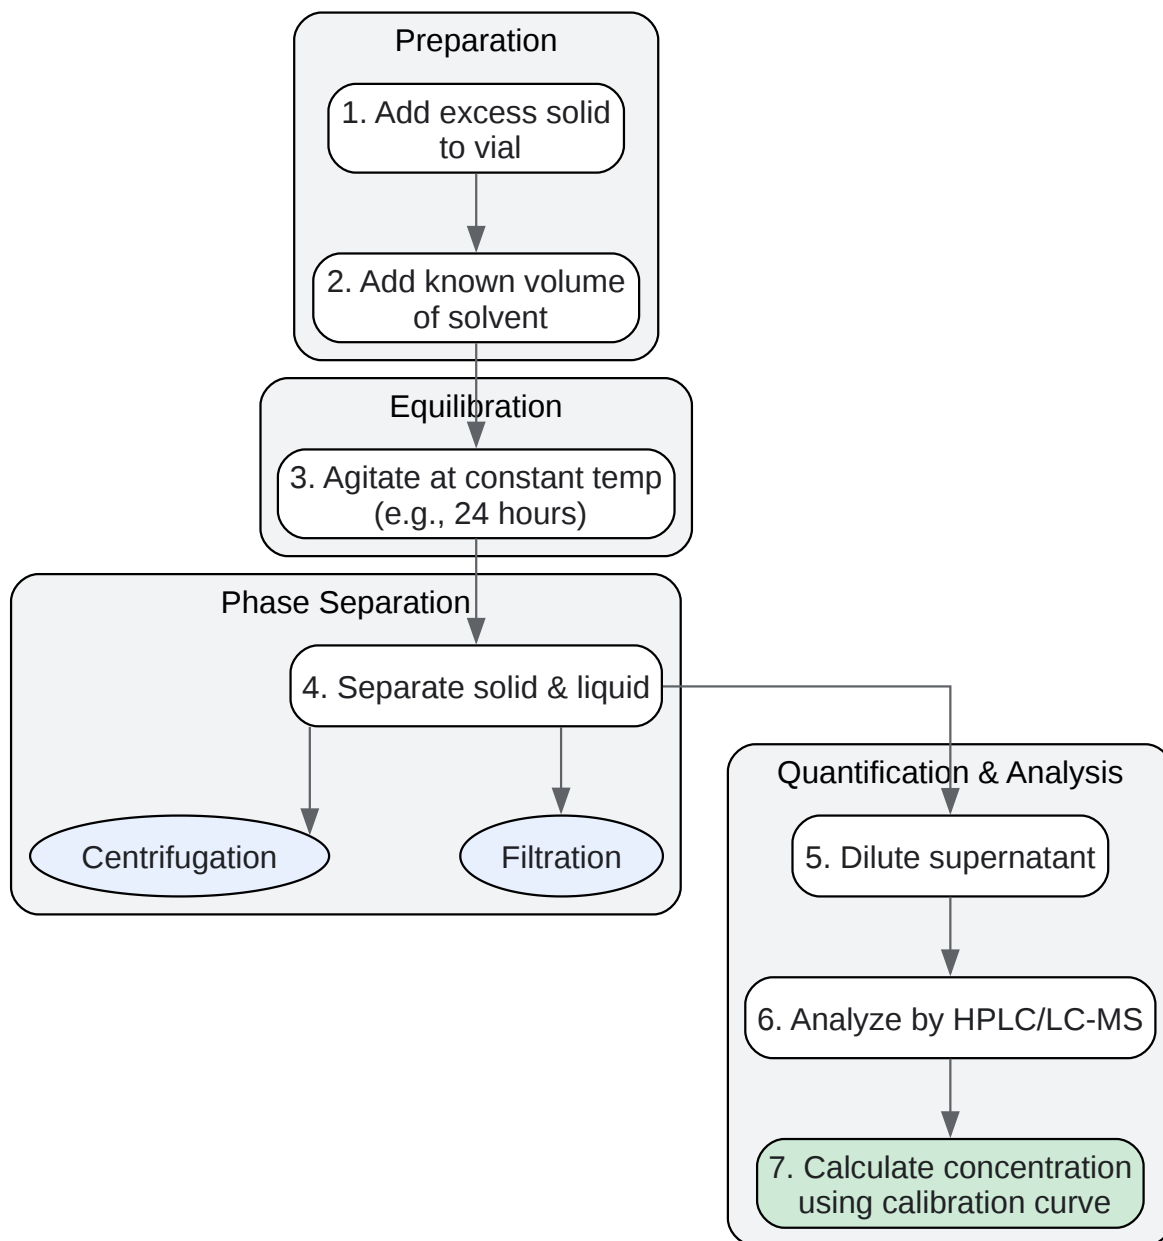 Preparation
1. Add excess solid
to vial
2. Add known volume
of solvent
Equilibration
3. Agitate at constant temp
(e.g., 24 hours)
Phase Separation
4. Separate solid & liquid
Centrifugation
Filtration
Quantification & Analysis
5. Dilute supernatant
6. Analyze by HPLC/LC-MS
7. Calculate concentration
using calibration curve